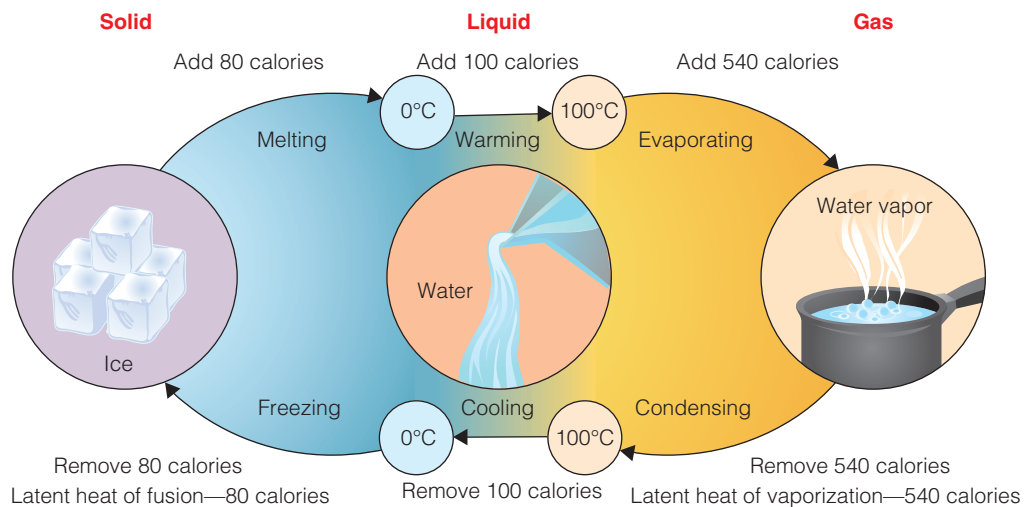 Solid
Liquid
Gas
Add 80 calories
Add 100 calories
Add 540 calories
0°C
100°C
Melting
Warming
Evaporating
Water vapor
Water
Ice
Freezing
Cooling
Condensing
0°C
100°C
Remove 80 calories
Latent heat of fusion—80 calories
Remove 100 calories
Remove 540 calories
Latent heat of vaporization—540 calories